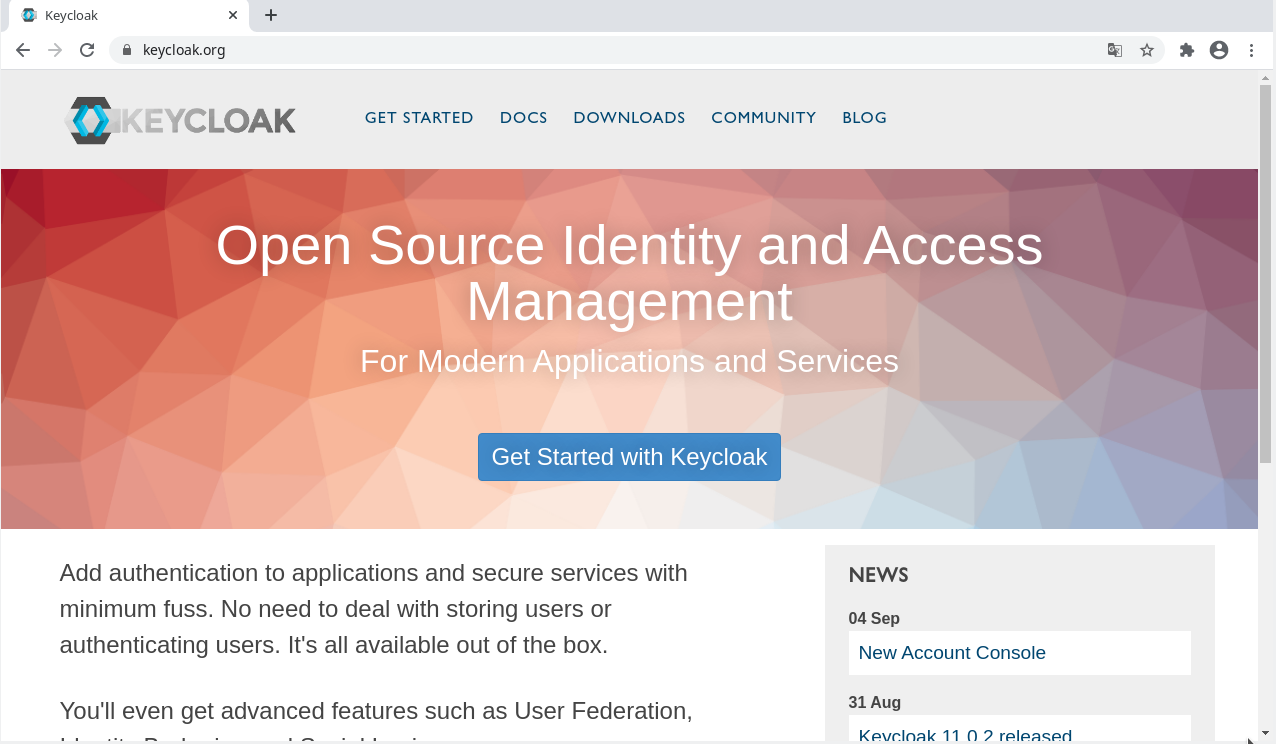 Keycloak
keycloak.org
KEYCLOAK
GET STARTED DOCS DOWNLOADS COMMUNITY BLOG
Open Source Identity and Access
Management
For Modern Applications and Services
Get Started with Keycloak
Add authentication to applications and secure services with
minimum fuss. No need to deal with storing users or
authenticating users. It's all available out of the box.
You'll even get advanced features such as User Federation,
NEWS
04 Sep
New Account Console
31 Aug
Keycloak 11.0.2 released